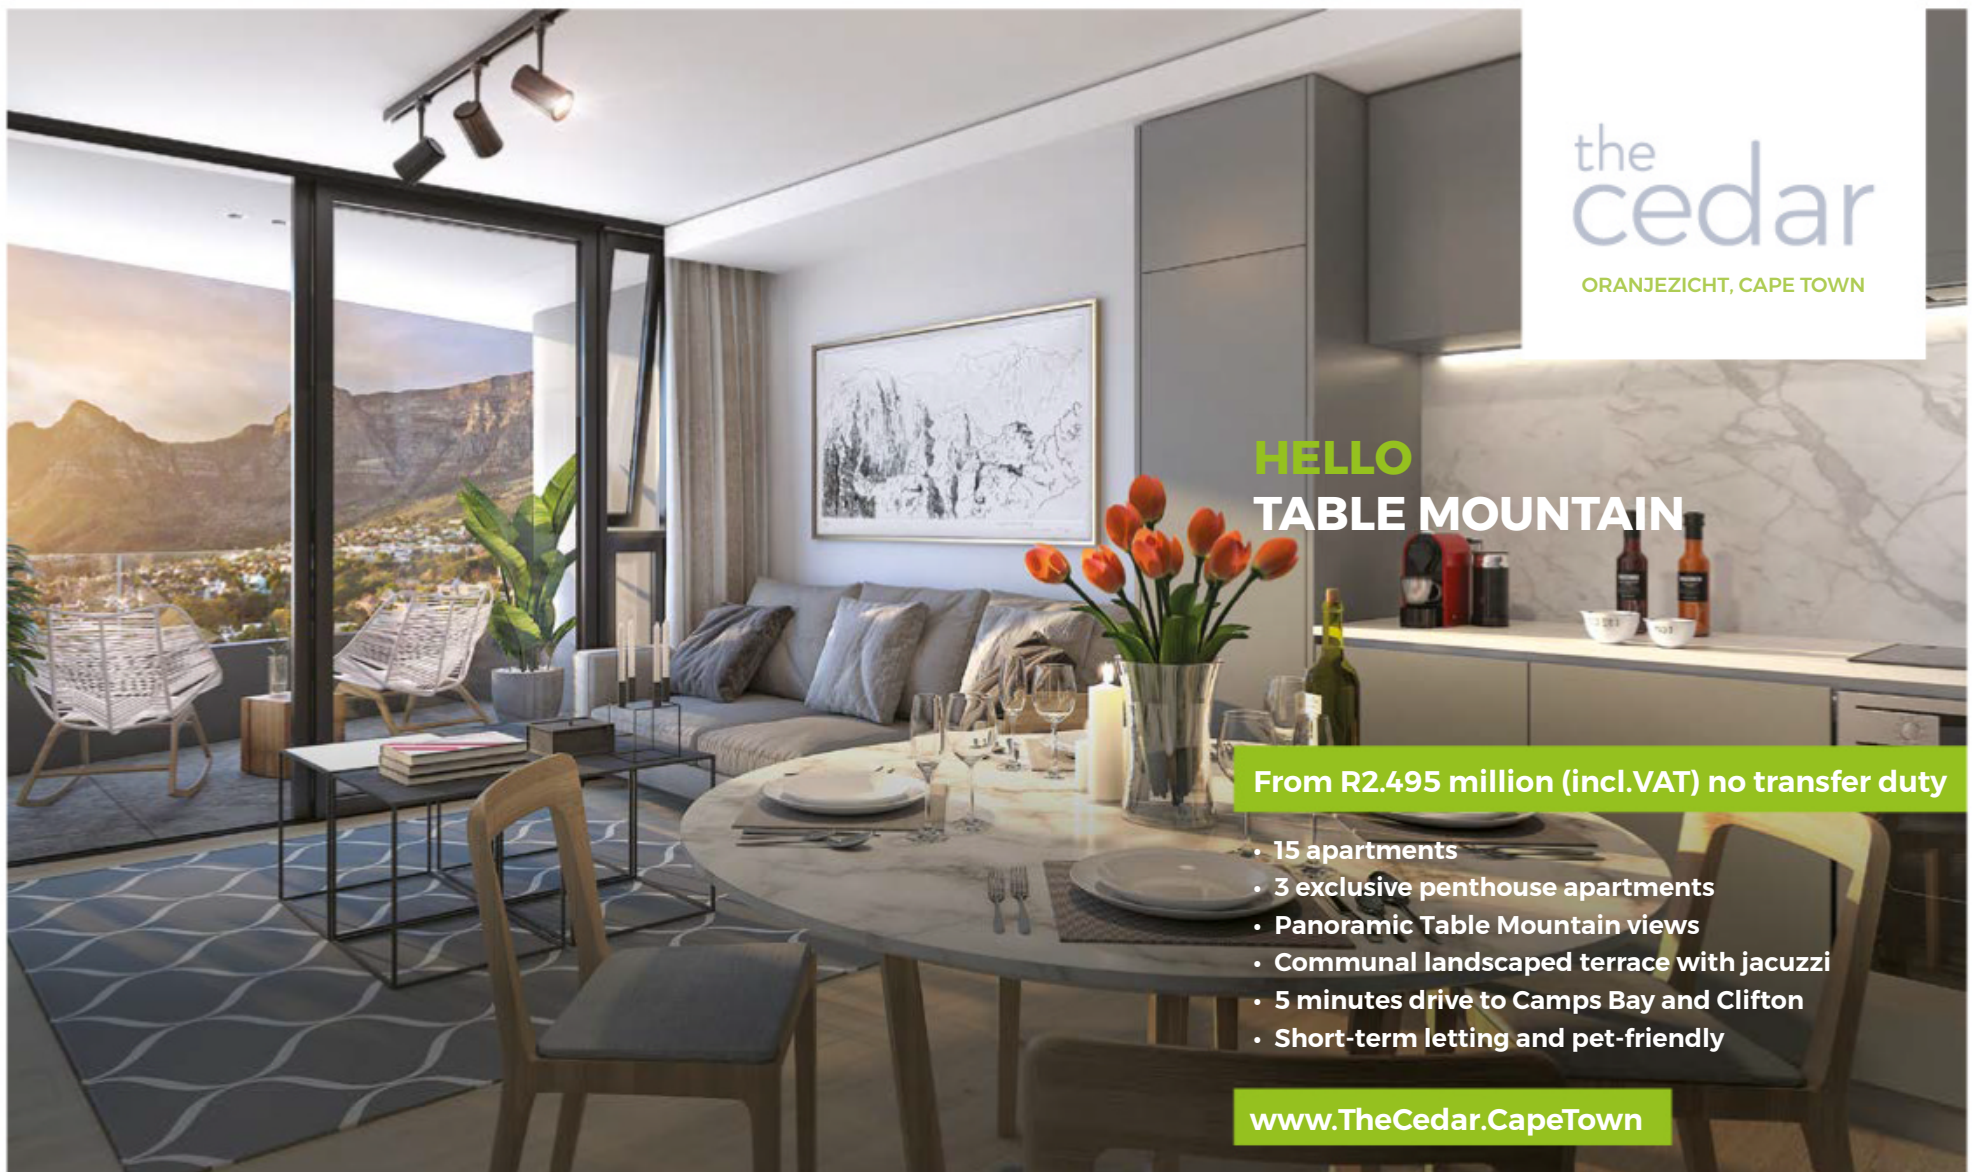 the
cedar
ORANJEZICHT, CAPE TOWN
HELLO
TABLE MOUNTAIN
From R2.495 million (incl.VAT) no transfer duty
• 15 apartments
• 3 exclusive penthouse apartments
• Panoramic Table Mountain views
• Communal landscaped terrace with jacuzzi
• 5 minutes drive to Camps Bay and Clifton
• Short-term letting and pet-friendly
www.TheCedar.CapeTown